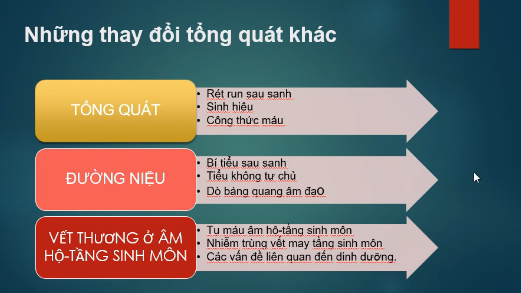 Những thay đổi tổng quát khác
TỔNG QUÁT
• Rét run sau sanh
• Sinh hiệu
• Công thức máu
ĐƯỜNG NIỆU
• Bí tiểu sau sanh
• Tiểu không tự chủ
• Dò bàng quang âm đạo
VẾT THƯƠNG Ở ÂM
HỘ-TẦNG SINH MÔN
• Tụ máu âm hộ-tầng sinh môn
• Nhiễm trùng vết may tầng sinh môn
• Các vấn đề liên quan đến dinh dưỡng.